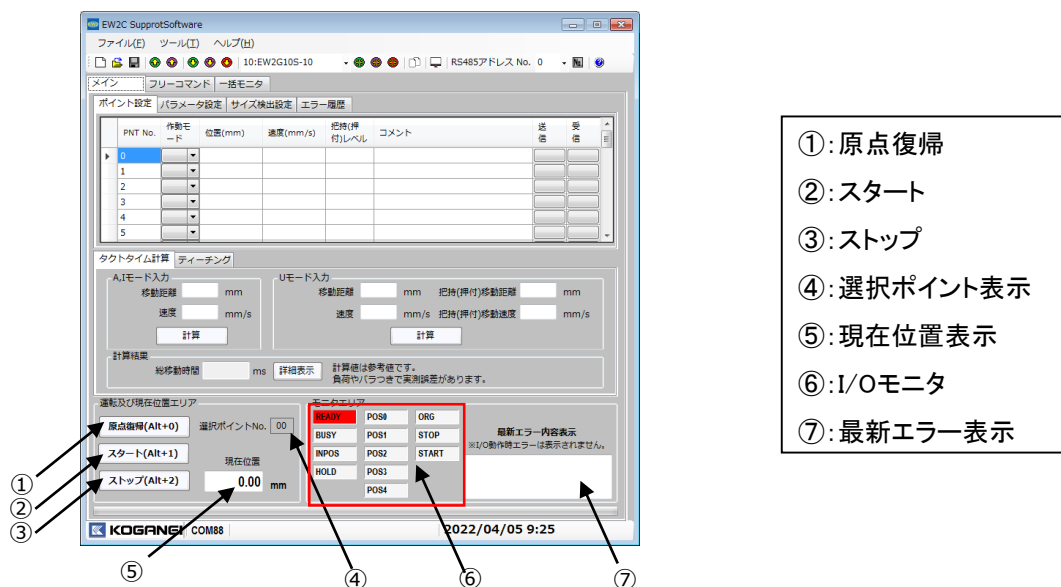 EW2C SupprotSoftware
ファイル(F) ツール(T) ヘルプ(H)
10:EW2G10S-10 RS485アドレス No. 0
メイン フリーコマンド 一括モニタ
ポイント設定 パラメータ設定 サイズ検出設定 エラー履歴
PNT No. 作動モード 位置(mm) 速度(mm/s) 把持(押付)レベル コメント 送信 受信
0
1
2
3
4
5
タクトタイム計算 ティーチング
A,Iモード入力 Uモード入力
移動距離 mm 移動距離 mm 把持(押付)移動距離 mm
速度 mm/s 速度 mm/s 把持(押付)移動速度 mm/s
計算 計算
計算結果
総移動時間 ms 詳細表示 計算値は参考値です。
負荷やバラつきで実測誤差があります。
運転及び現在位置エリア モニタエリア
原点復帰(Alt+0) 選択ポイントNo. 00
スタート(Alt+1)
ストップ(Alt+2)
現在位置
0.00 mm
READY POS0 ORG
BUSY POS1 STOP
INPOS POS2 START
HOLD POS3
POS4
最新エラー内容表示
※I/O動作時エラーは表示されません。
KOGANEI COM88 2022/04/05 9:25
①
②
③
⑤ ④ ⑥ ⑦
①:原点復帰
②:スタート
③:ストップ
④:選択ポイント表示
⑤:現在位置表示
⑥:I/Oモニタ
⑦:最新エラー表示